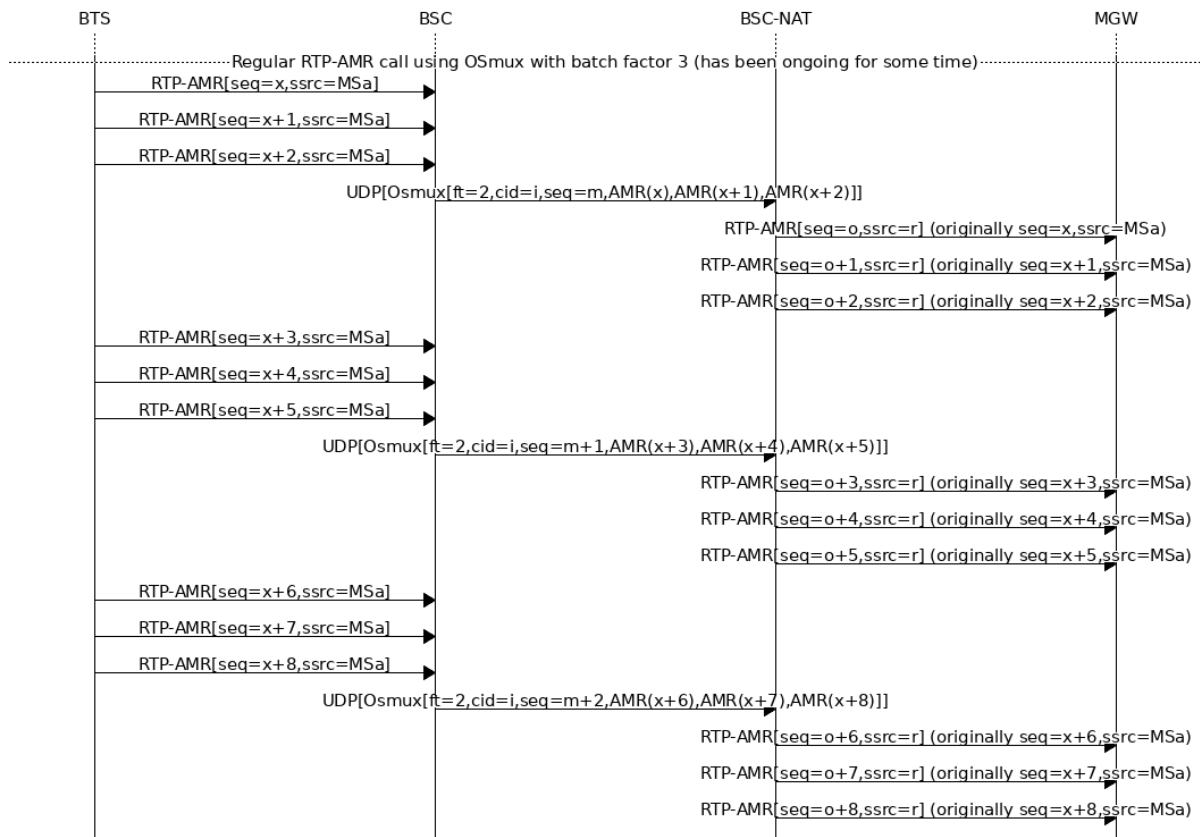 BTS BSC BSC-NAT MGW
Regular RTP-AMR call using OSmux with batch factor 3 (has been ongoing for some time)
RTP-AMR[seq=x,ssrc=MSa]
RTP-AMR[seq=x+1,ssrc=MSa]
RTP-AMR[seq=x+2,ssrc=MSa]
UDP[Osmux[ft=2,cid=i,seq=m,AMR(x),AMR(x+1),AMR(x+2)]]
RTP-AMR[seq=o,ssrc=r] (originally seq=x,ssrc=MSa)
RTP-AMR[seq=o+1,ssrc=r] (originally seq=x+1,ssrc=MSa)
RTP-AMR[seq=o+2,ssrc=r] (originally seq=x+2,ssrc=MSa)
RTP-AMR[seq=x+3,ssrc=MSa]
RTP-AMR[seq=x+4,ssrc=MSa]
RTP-AMR[seq=x+5,ssrc=MSa]
UDP[Osmux[ft=2,cid=i,seq=m+1,AMR(x+3),AMR(x+4),AMR(x+5)]]
RTP-AMR[seq=o+3,ssrc=r] (originally seq=x+3,ssrc=MSa)
RTP-AMR[seq=o+4,ssrc=r] (originally seq=x+4,ssrc=MSa)
RTP-AMR[seq=o+5,ssrc=r] (originally seq=x+5,ssrc=MSa)
RTP-AMR[seq=x+6,ssrc=MSa]
RTP-AMR[seq=x+7,ssrc=MSa]
RTP-AMR[seq=x+8,ssrc=MSa]
UDP[Osmux[ft=2,cid=i,seq=m+2,AMR(x+6),AMR(x+7),AMR(x+8)]]
RTP-AMR[seq=o+6,ssrc=r] (originally seq=x+6,ssrc=MSa)
RTP-AMR[seq=o+7,ssrc=r] (originally seq=x+7,ssrc=MSa)
RTP-AMR[seq=o+8,ssrc=r] (originally seq=x+8,ssrc=MSa)